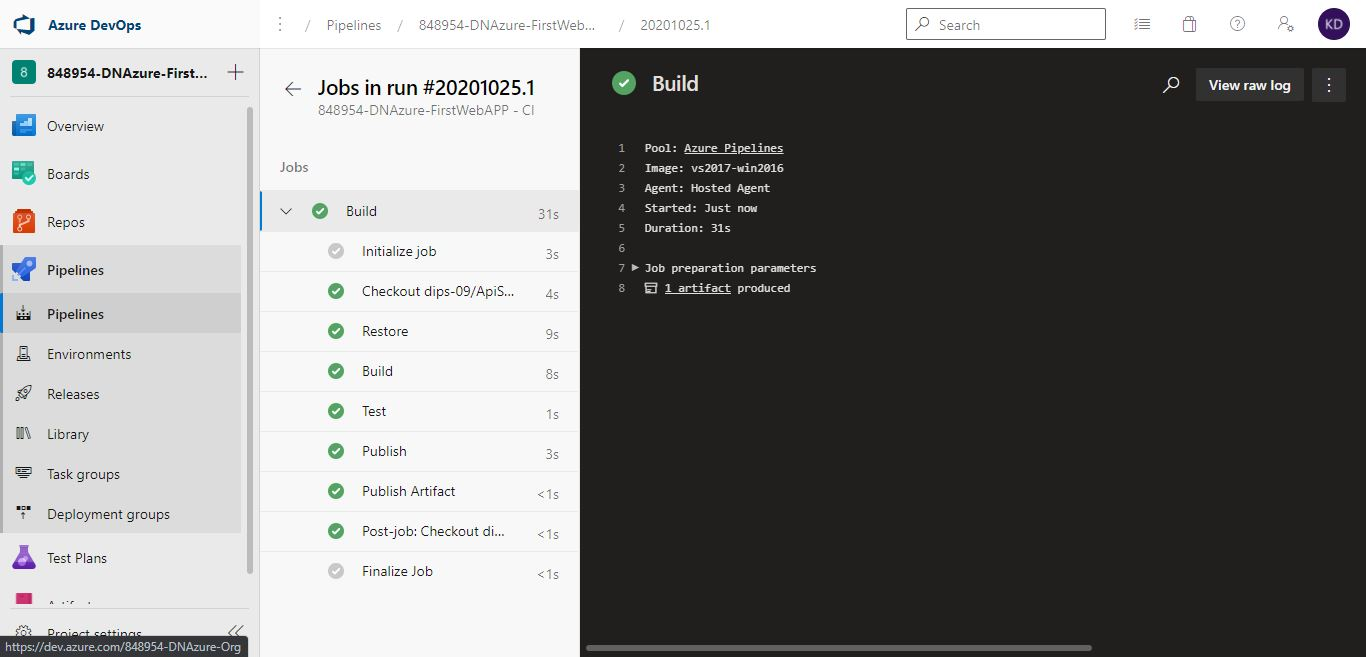 Azure DevOps
Pipelines / 848954-DNAzure-FirstWeb... / 20201025.1
Search
KD
8 848954-DNAzure-First...
Overview
Boards
Repos
Pipelines
Pipelines
Environments
Releases
Library
Task groups
Deployment groups
Test Plans
Project settings
https://dev.azure.com/848954-DNAzure-Org
Jobs in run #20201025.1
848954-DNAzure-FirstWebAPP - CI
Jobs
Build 31s
Initialize job 3s
Checkout dips-09/ApiS... 4s
Restore 9s
Build 8s
Test 1s
Publish 3s
Publish Artifact <1s
Post-job: Checkout di... <1s
Finalize Job <1s
Build
View raw log
1 Pool: Azure Pipelines
2 Image: vs2017-win2016
3 Agent: Hosted Agent
4 Started: Just now
5 Duration: 31s
6
7 Job preparation parameters
8 1 artifact produced